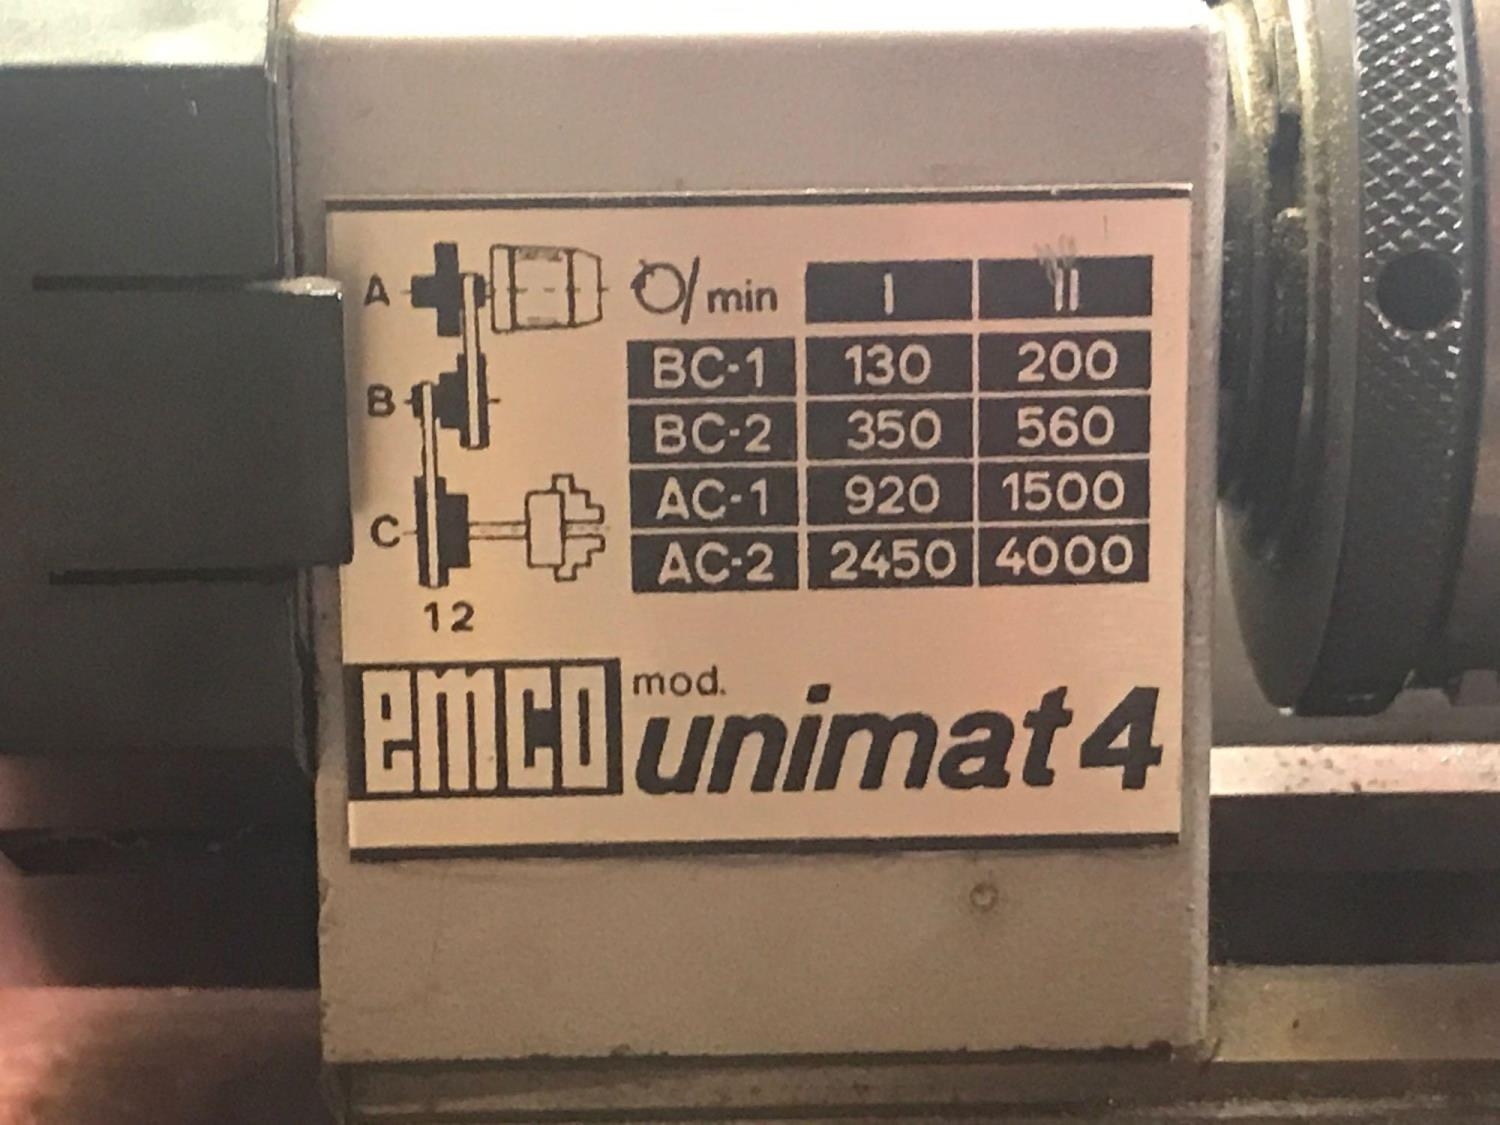 A
/min I II
BC-1 130 200
B
BC-2 350 560
AC-1 920 1500
C
AC-2 2450 4000
1 2
emco mod. unimat 4